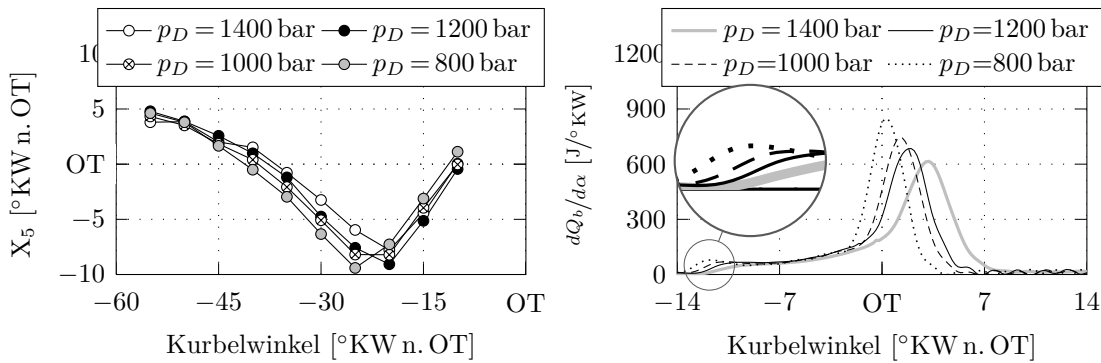 p_D = 1400 bar p_D = 1200 bar
p_D = 1000 bar p_D = 800 bar
10
5
OT
−5
−10
X_5 [°KW n. OT]
−60 −45 −30 −15 OT
Kurbelwinkel [°KW n. OT]
p_D = 1400 bar p_D=1200 bar
p_D=1000 bar p_D=800 bar
1200
900
600
300
0
dQ_b/dα [J/°KW]
−14 −7 OT 7 14
Kurbelwinkel [°KW n. OT]